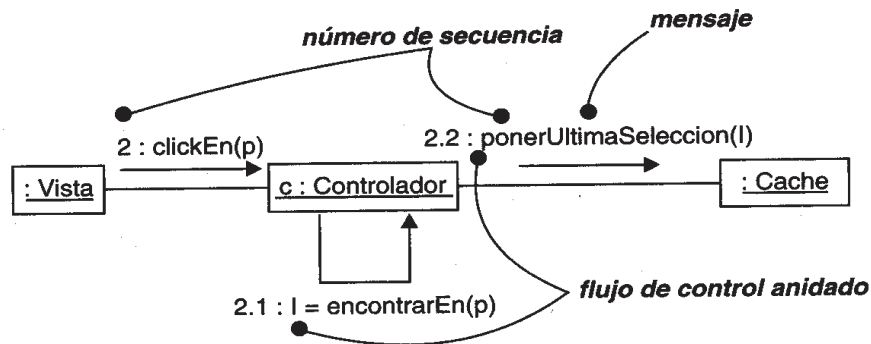 número de secuencia
mensaje
2 : clickEn(p)
2.2 : ponerUltimaSeleccion(l)
: Vista
c : Controlador
: Cache
2.1 : l = encontrarEn(p)
flujo de control anidado